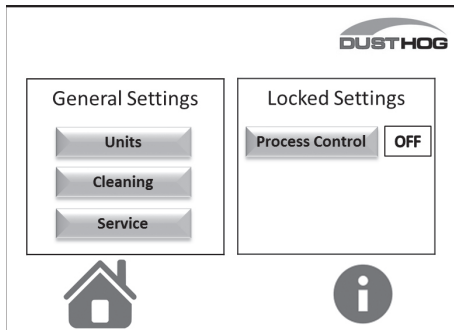 DUSTHOG
General Settings
Units
Cleaning
Service
Locked Settings
Process Control OFF
i